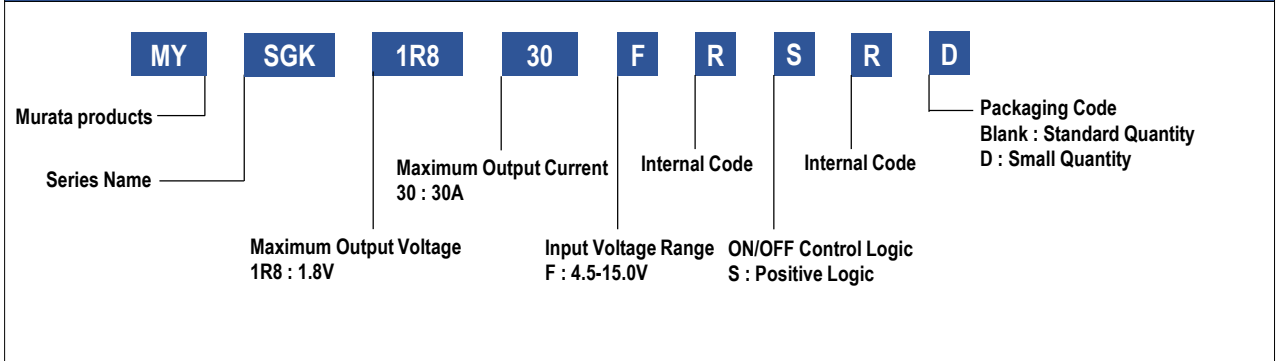 MY SGK 1R8 30 F R S R D
Murata products
Series Name
Maximum Output Voltage
1R8 : 1.8V
Maximum Output Current
30 : 30A
Input Voltage Range
F : 4.5-15.0V
Internal Code
ON/OFF Control Logic
S : Positive Logic
Internal Code
Packaging Code
Blank : Standard Quantity
D : Small Quantity